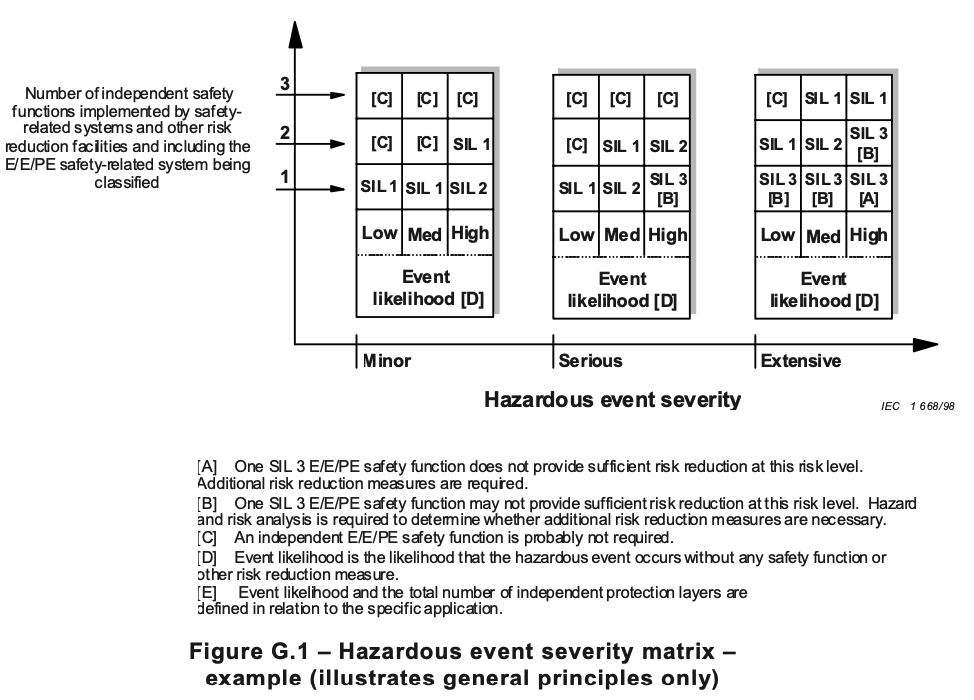 Number of independent safety
functions implemented by safety-
related systems and other risk
reduction facilities and including the
E/E/PE safety-related system being
classified
3
[C] [C] [C]
[C] [C] [C]
[C] SIL 1 SIL 1
2
[C] [C] SIL 1
[C] SIL 1 SIL 2
SIL 1 SIL 2 SIL 3 [B]
1
SIL 1 SIL 1 SIL 2
SIL 1 SIL 2 SIL 3 [B]
SIL 3 [B] SIL 3 [B] SIL 3 [A]
Low Med High
Low Med High
Low Med High
Event
likelihood [D]
Event
likelihood [D]
Event
likelihood [D]
Minor
Serious
Extensive
Hazardous event severity
IEC 1 668/98
[A] One SIL 3 E/E/PE safety function does not provide sufficient risk reduction at this risk level.
Additional risk reduction measures are required.
[B] One SIL 3 E/E/PE safety function may not provide sufficient risk reduction at this risk level. Hazard
and risk analysis is required to determine whether additional risk reduction measures are necessary.
[C] An independent E/E/PE safety function is probably not required.
[D] Event likelihood is the likelihood that the hazardous event occurs without any safety function or
other risk reduction measure.
[E] Event likelihood and the total number of independent protection layers are
defined in relation to the specific application.
Figure G.1 – Hazardous event severity matrix –
example (illustrates general principles only)